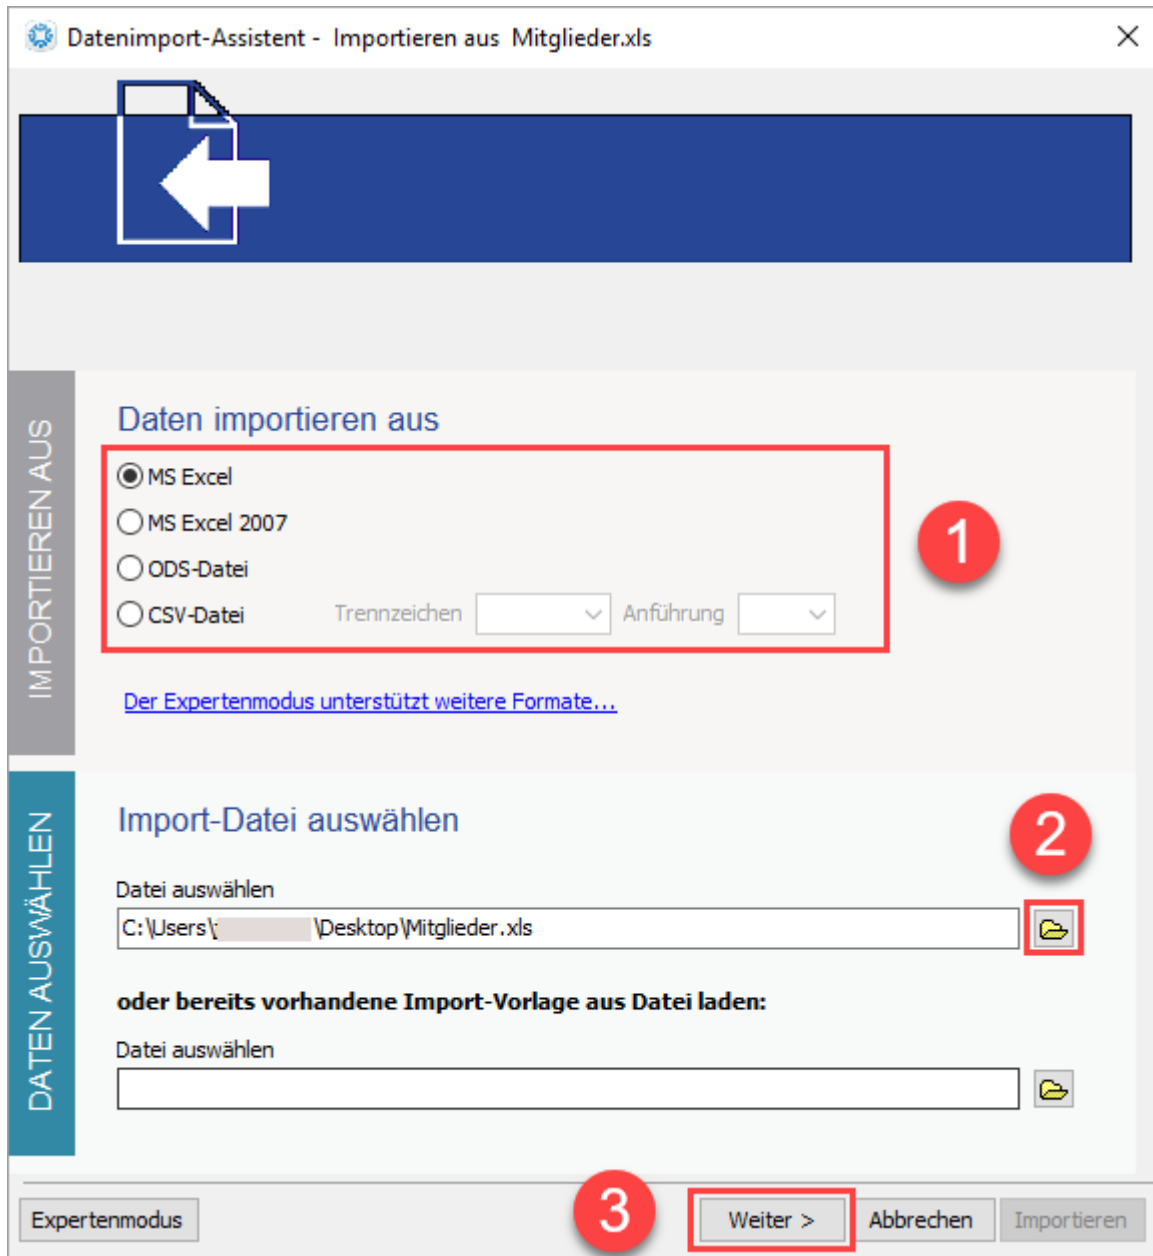 Datenimport-Assistent - Importieren aus Mitglieder.xls
IMPORTIEREN AUS
Daten importieren aus
MS Excel
MS Excel 2007
ODS-Datei
CSV-Datei Trennzeichen Anführung
1
Der Expertenmodus unterstützt weitere Formate...
DATEN AUSWÄHLEN
Import-Datei auswählen
2
Datei auswählen
C:\Users\ \Desktop\Mitglieder.xls
oder bereits vorhandene Import-Vorlage aus Datei laden:
Datei auswählen
3
Expertenmodus Weiter > Abbrechen Importieren